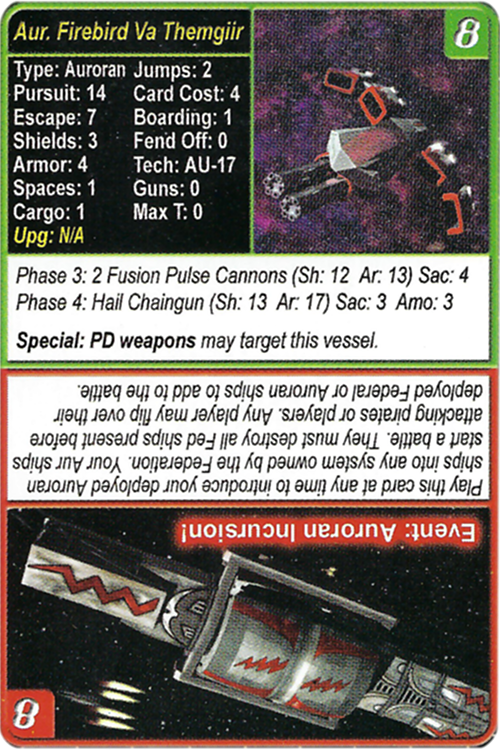 Aur. Firebird Va Themgiir
8
Type: Auroran Jumps: 2
Pursuit: 14 Card Cost: 4
Escape: 7 Boarding: 1
Shields: 3 Fend Off: 0
Armor: 4 Tech: AU-17
Spaces: 1 Guns: 0
Cargo: 1 Max T: 0
Upg: N/A
Phase 3: 2 Fusion Pulse Cannons (Sh: 12 Ar: 13) Sac: 4
Phase 4: Hail Chaingun (Sh: 13 Ar: 17) Sac: 3 Amo: 3
Special: PD weapons may target this vessel.
8
Event: Auroran Incursion!
Play this card at any time to introduce your deployed Auroran
ships into any system owned by the Federation. Your Aur ships
start a battle. They must destroy all Fed ships present before
attacking pirates or players. Any player may flip over their
deployed Federal or Auroran ships to add to the battle.